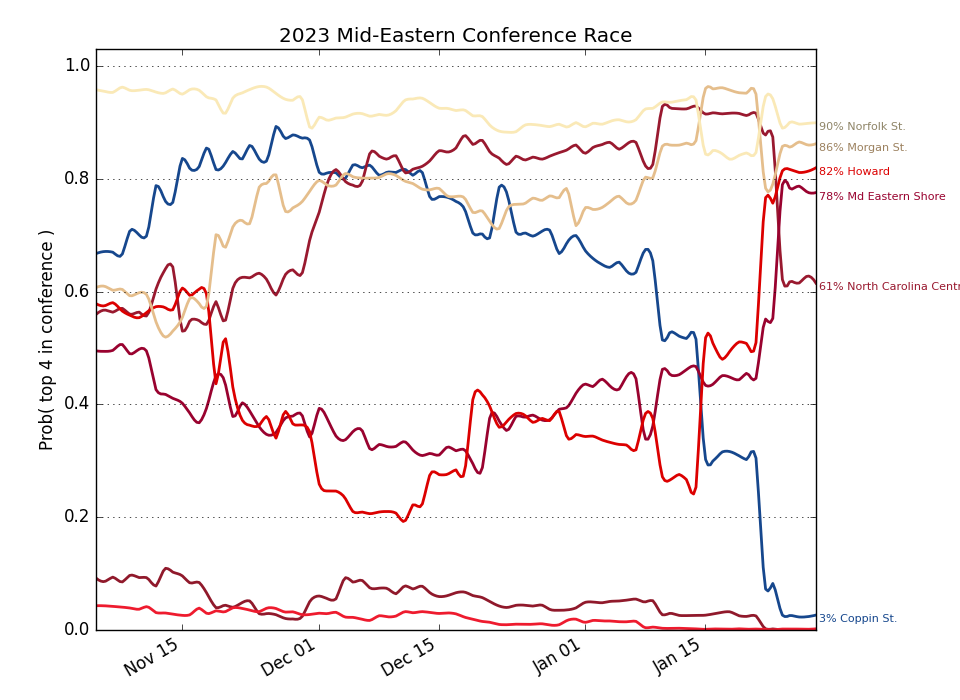 2023 Mid-Eastern Conference Race
Prob( top 4 in conference )
1.0
0.8
0.6
0.4
0.2
0.0
Nov 15
Dec 01
Dec 15
Jan 01
Jan 15
90% Norfolk St.
86% Morgan St.
82% Howard
78% Md Eastern Shore
61% North Carolina Centr
3% Coppin St.